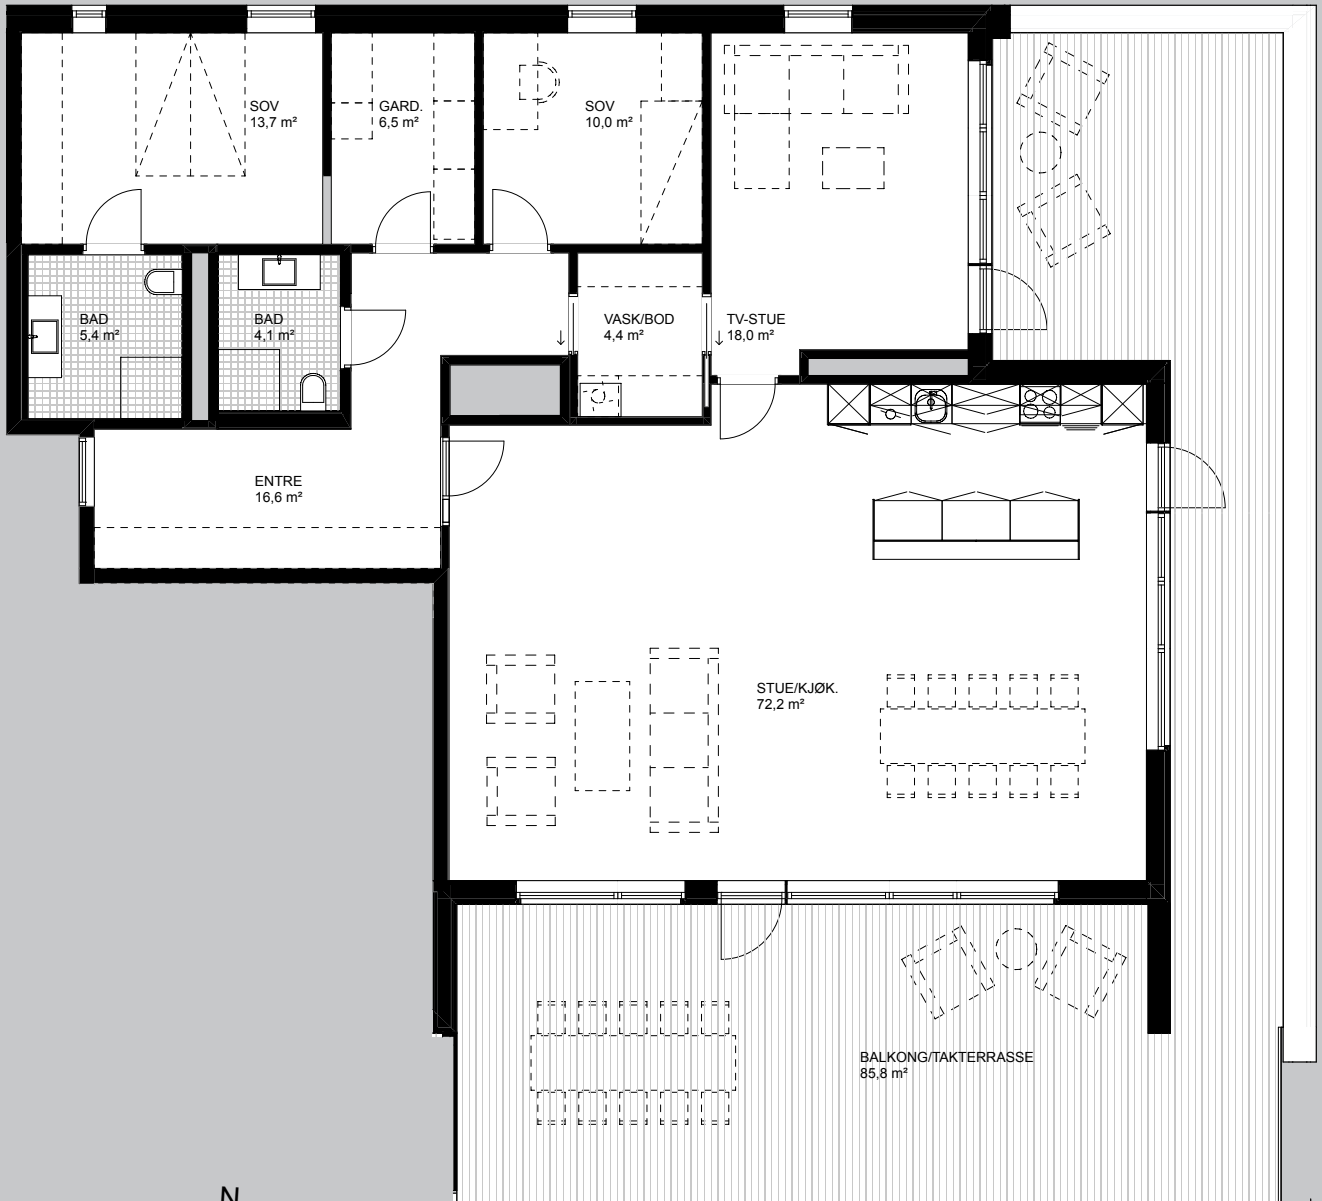 SOV
13,7 m²
GARD.
6,5 m²
SOV
10,0 m²
BAD
5,4 m²
BAD
4,1 m²
VASK/BOD
4,4 m²
TV-STUE
18,0 m²
ENTRE
16,6 m²
STUE/KJØK.
72,2 m²
BALKONG/TAKTERRASSE
85,8 m²
N